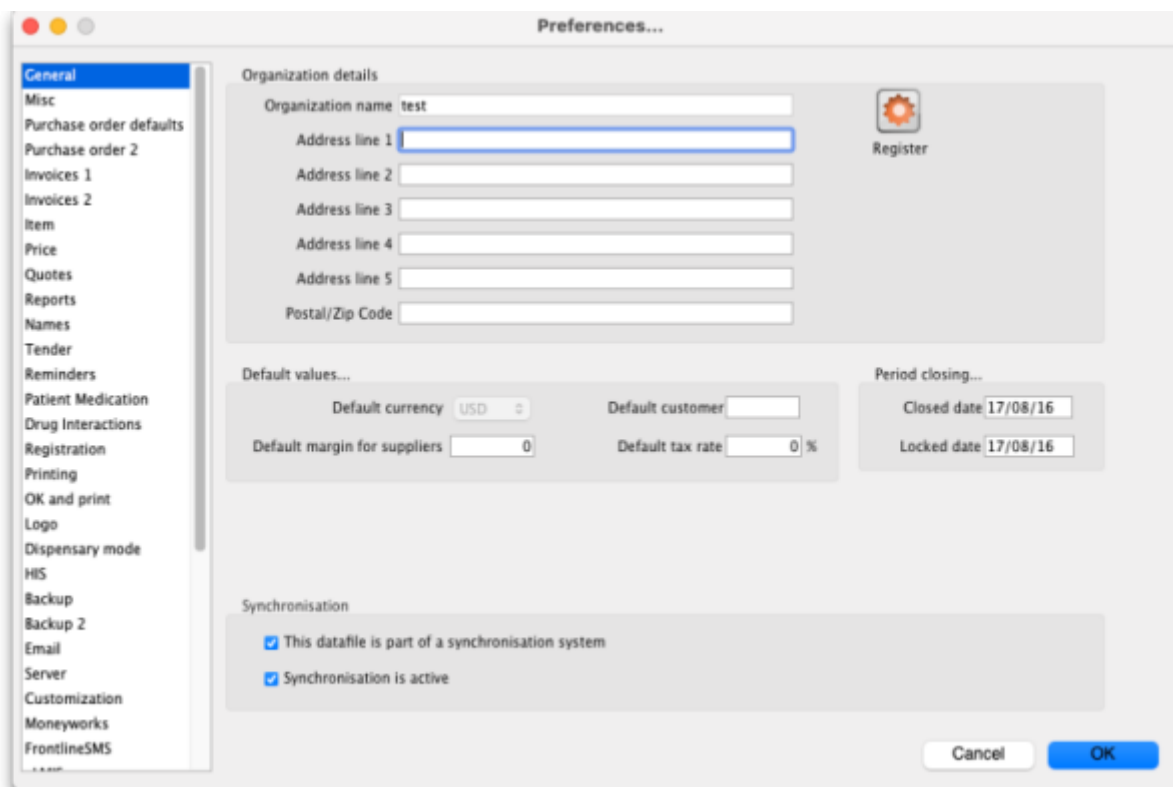 Preferences...
General
Misc
Purchase order defaults
Purchase order 2
Invoices 1
Invoices 2
Item
Price
Quotes
Reports
Names
Tender
Reminders
Patient Medication
Drug Interactions
Registration
Printing
OK and print
Logo
Dispensary mode
HIS
Backup
Backup 2
Email
Server
Customization
Moneyworks
FrontlineSMS
Organization details
Organization name test
Address line 1
Address line 2
Address line 3
Address line 4
Address line 5
Postal/Zip Code
Register
Default values...
Default currency USD Default customer
Default margin for suppliers 0 Default tax rate 0 %
Period closing...
Closed date 17/08/16
Locked date 17/08/16
Synchronisation
This datafile is part of a synchronisation system
Synchronisation is active
Cancel OK